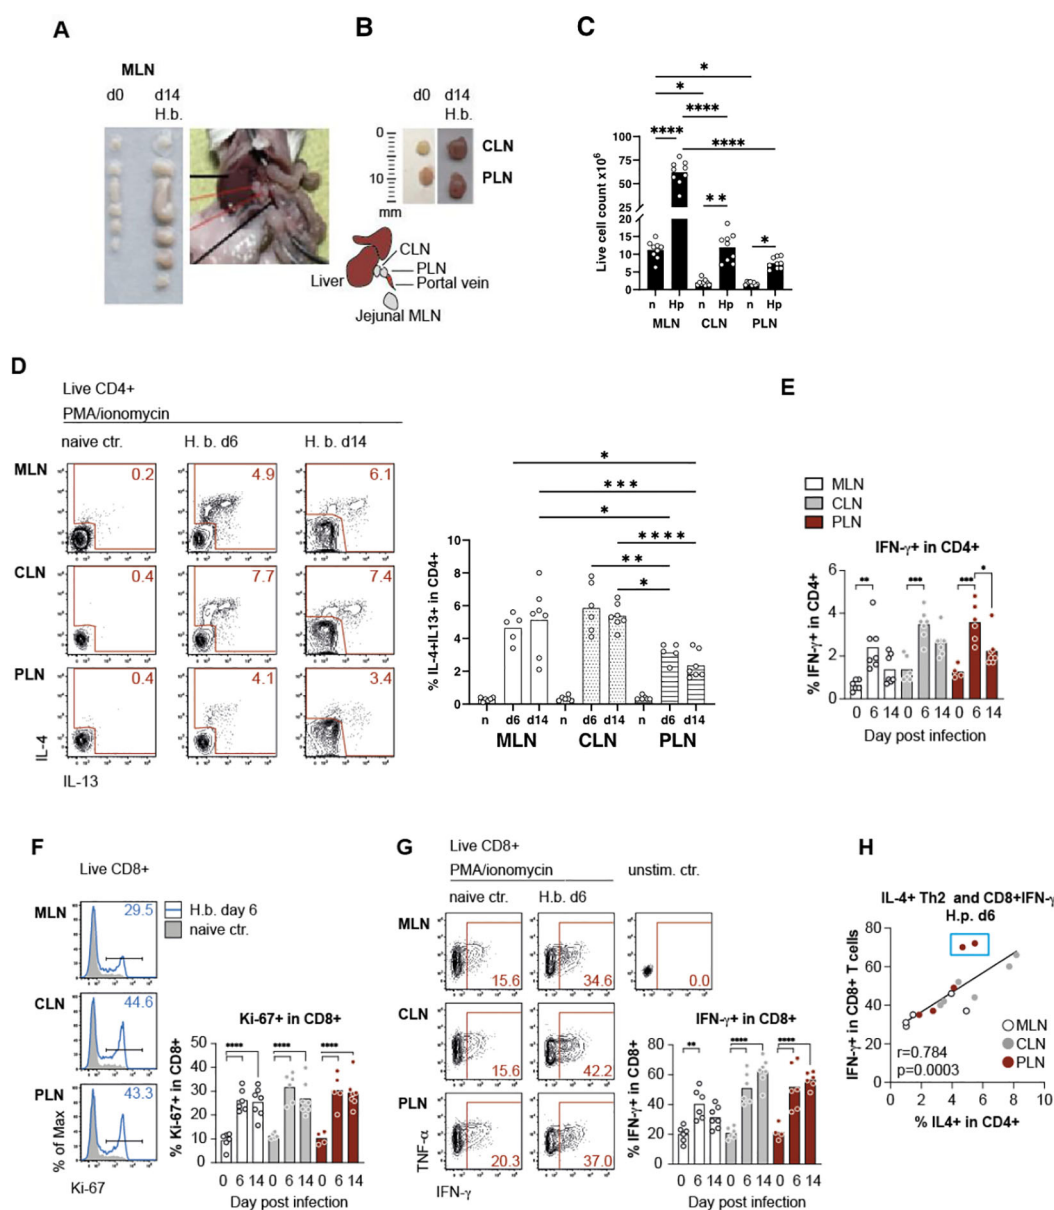 A
MLN
d0 d14
H.b.
B
d0 d14
H.b.
0
10
mm
CLN
PLN
CLN
PLN
Liver
Portal vein
Jejunal MLN
C
* 
*
****
**** ****
** *
Live cell count x10⁶
100
75
50
25
20
15
10
5
0
n Hp n Hp n Hp
MLN CLN PLN
D
Live CD4+
PMA/ionomycin
naive ctr. H. b. d6 H. b. d14
MLN 0.2 4.9 6.1
CLN 0.4 7.7 7.4
PLN 0.4 4.1 3.4
IL-4
IL-13
*
***
*
****
**
*
% IL-4+IL13+ in CD4+
10
8
6
4
2
0
n d6 d14 n d6 d14 n d6 d14
MLN CLN PLN
E
MLN
CLN
PLN
IFN-γ+ in CD4+
** *** *** *
% IFN-γ+ in CD4+
6
4
2
0
0 6 14 0 6 14 0 6 14
Day post infection
F
Live CD8+
MLN 29.5
CLN 44.6
PLN 43.3
H.b. day 6
naive ctr.
% of Max
Ki-67
Ki-67+ in CD8+
**** **** ****
% Ki-67+ in CD8+
50
40
30
20
10
0
0 6 14 0 6 14 0 6 14
Day post infection
G
Live CD8+
PMA/ionomycin unstim. ctr.
naive ctr. H.b. d6
MLN 15.6 34.6 0.0
CLN 15.6 42.2
PLN 20.3 37.0
TNF-α
IFN-γ
IFN-γ+ in CD8+
** **** **** ****
% IFN-γ+ in CD8+
80
60
40
20
0
0 6 14 0 6 14 0 6 14
Day post infection
H
IL-4+ Th2 and CD8+IFN-γ
H.p. d6
IFN-γ+ in CD8+ T cells
80
60
40
20
0
r=0.784
p=0.0003
MLN
CLN
PLN
0 2 4 6 8 10
% IL4+ in CD4+